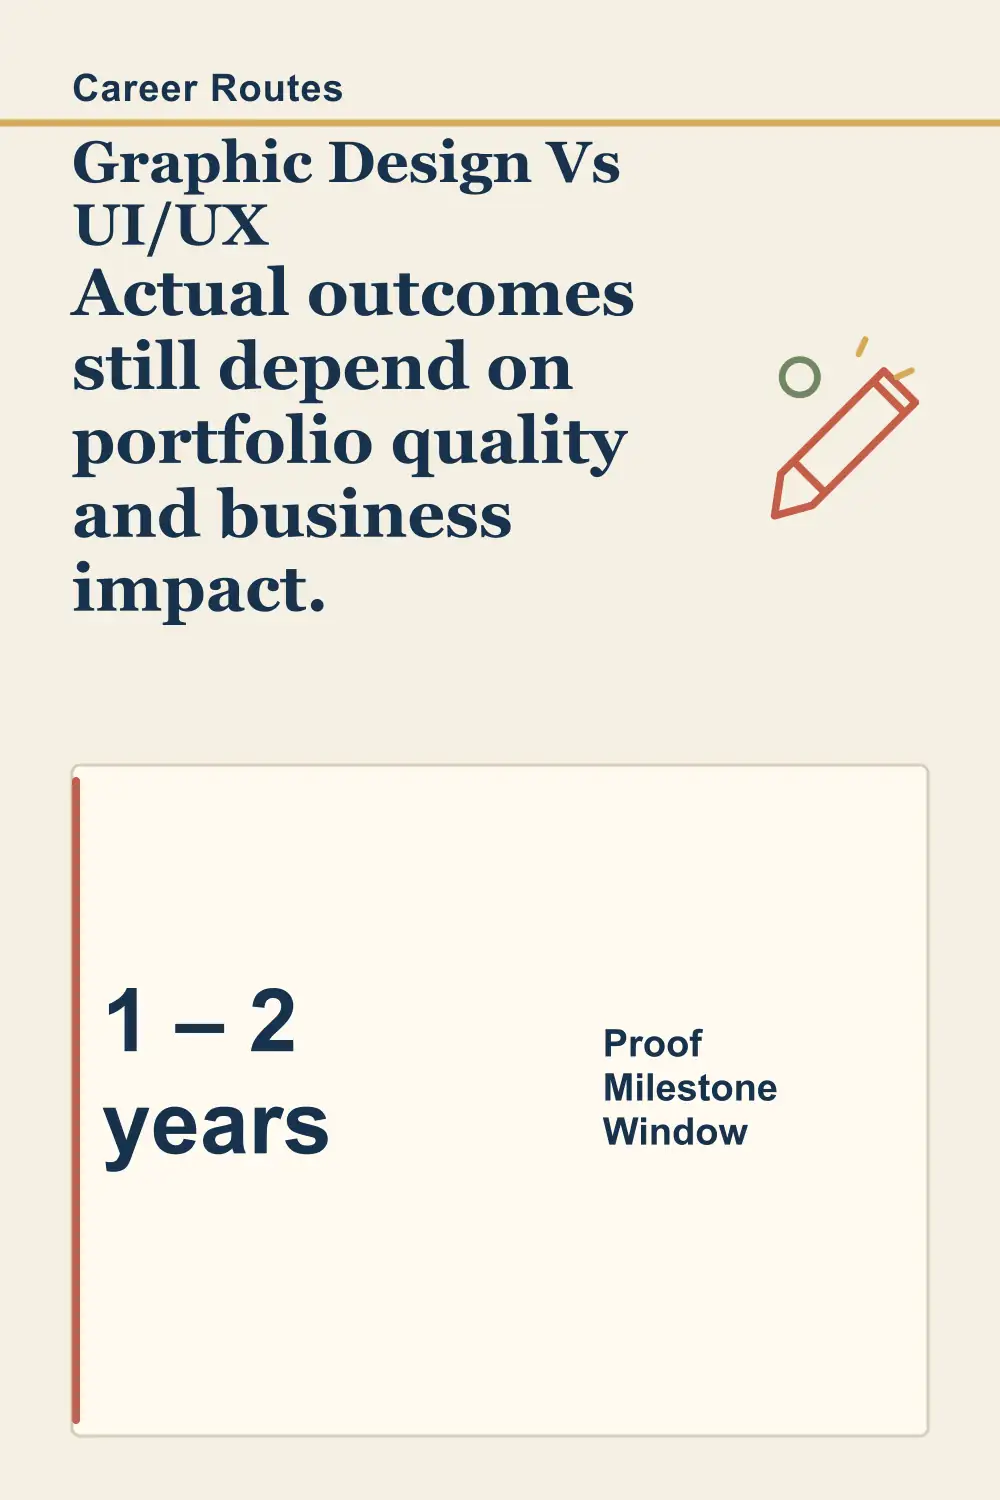 Career Routes
Graphic Design Vs
UI/UX
Actual outcomes
still depend on
portfolio quality
and business
impact.
1 – 2
years
Proof
Milestone
Window